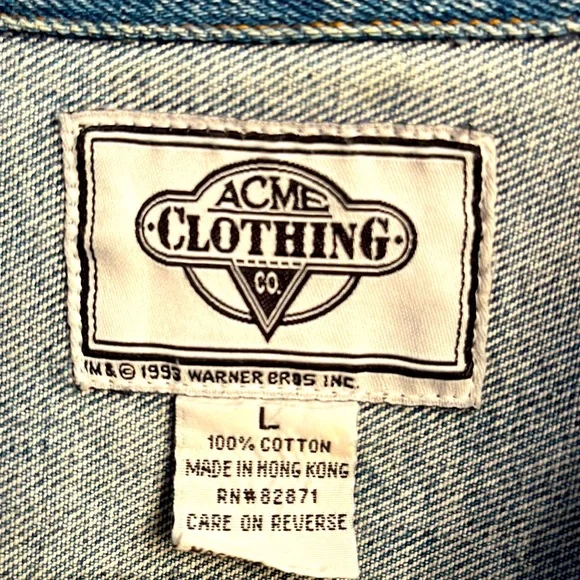 ACME
·CLOTHING·
CO.
TM & © 1993 WARNER BROS INC.
L
100% COTTON
MADE IN HONG KONG
RN#82871
CARE ON REVERSE